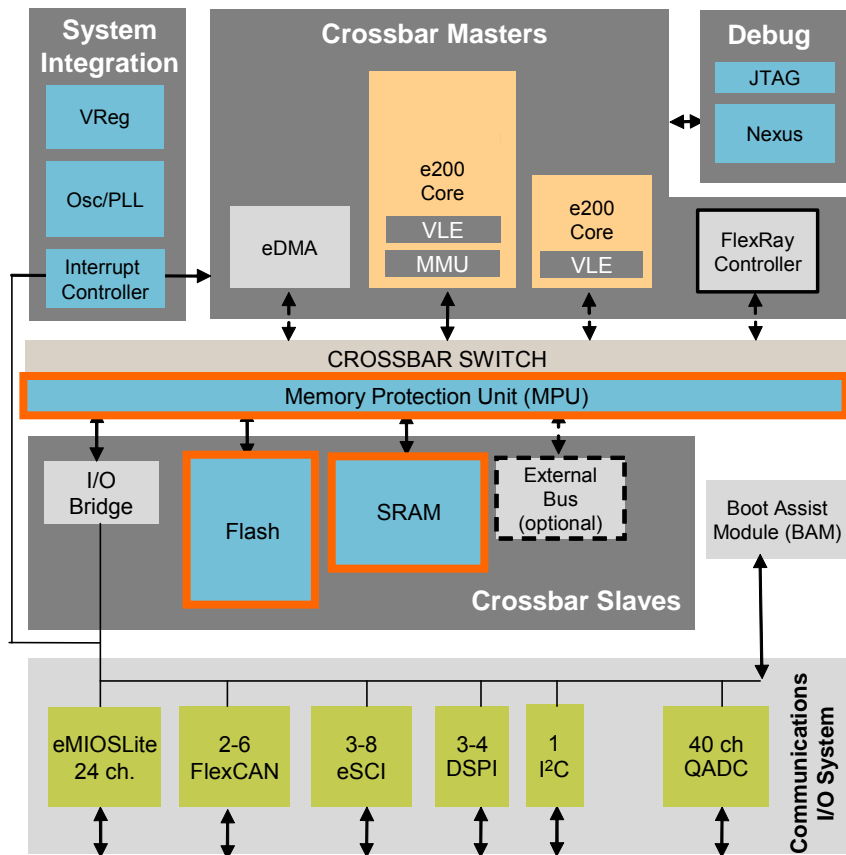 System
Integration
VReg
Osc/PLL
Interrupt
Controller
Crossbar Masters
eDMA
e200
Core
VLE
MMU
e200
Core
VLE
FlexRay
Controller
Debug
JTAG
Nexus
CROSSBAR SWITCH
Memory Protection Unit (MPU)
I/O
Bridge
Flash
SRAM
External
Bus
(optional)
Crossbar Slaves
Boot Assist
Module (BAM)
eMIOSLite
24 ch.
2-6
FlexCAN
3-8
eSCI
3-4
DSPI
1
I²C
40 ch
QADC
Communications
I/O System